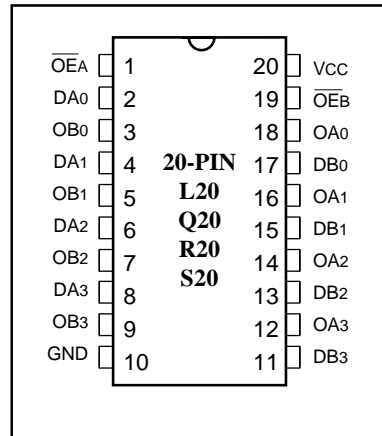 O̅E̅A 1 20 VCC
DA0 2 19 O̅E̅B
OB0 3 18 OA0
DA1 4 20-PIN 17 DB0
OB1 5 L20 16 OA1
DA2 6 Q20 15 DB1
OB2 7 R20 14 OA2
DA3 8 S20 13 DB2
OB3 9 12 OA3
GND 10 11 DB3